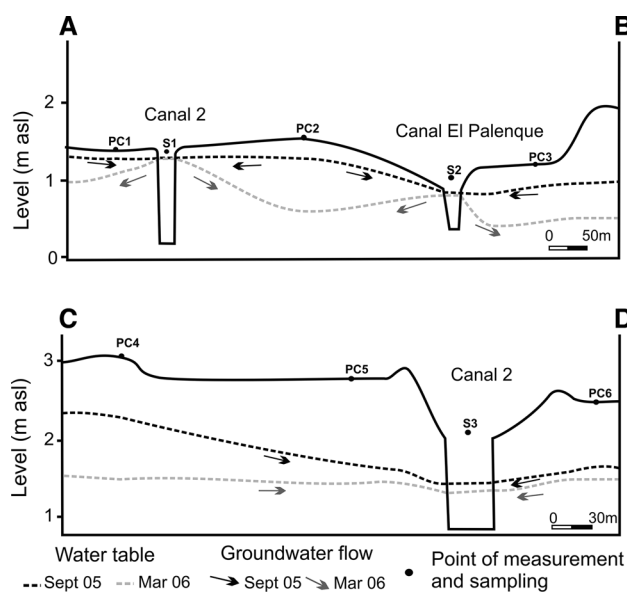 A B
Level (m asl)
2
1
0
PC1
Canal 2
S1
PC2
Canal El Palenque
S2
PC3
0 50m
C D
Level (m asl)
3
2
1
PC4
PC5
Canal 2
S3
PC6
0 30m
Water table
Sept 05 Mar 06
Groundwater flow
Sept 05 Mar 06
Point of measurement
and sampling